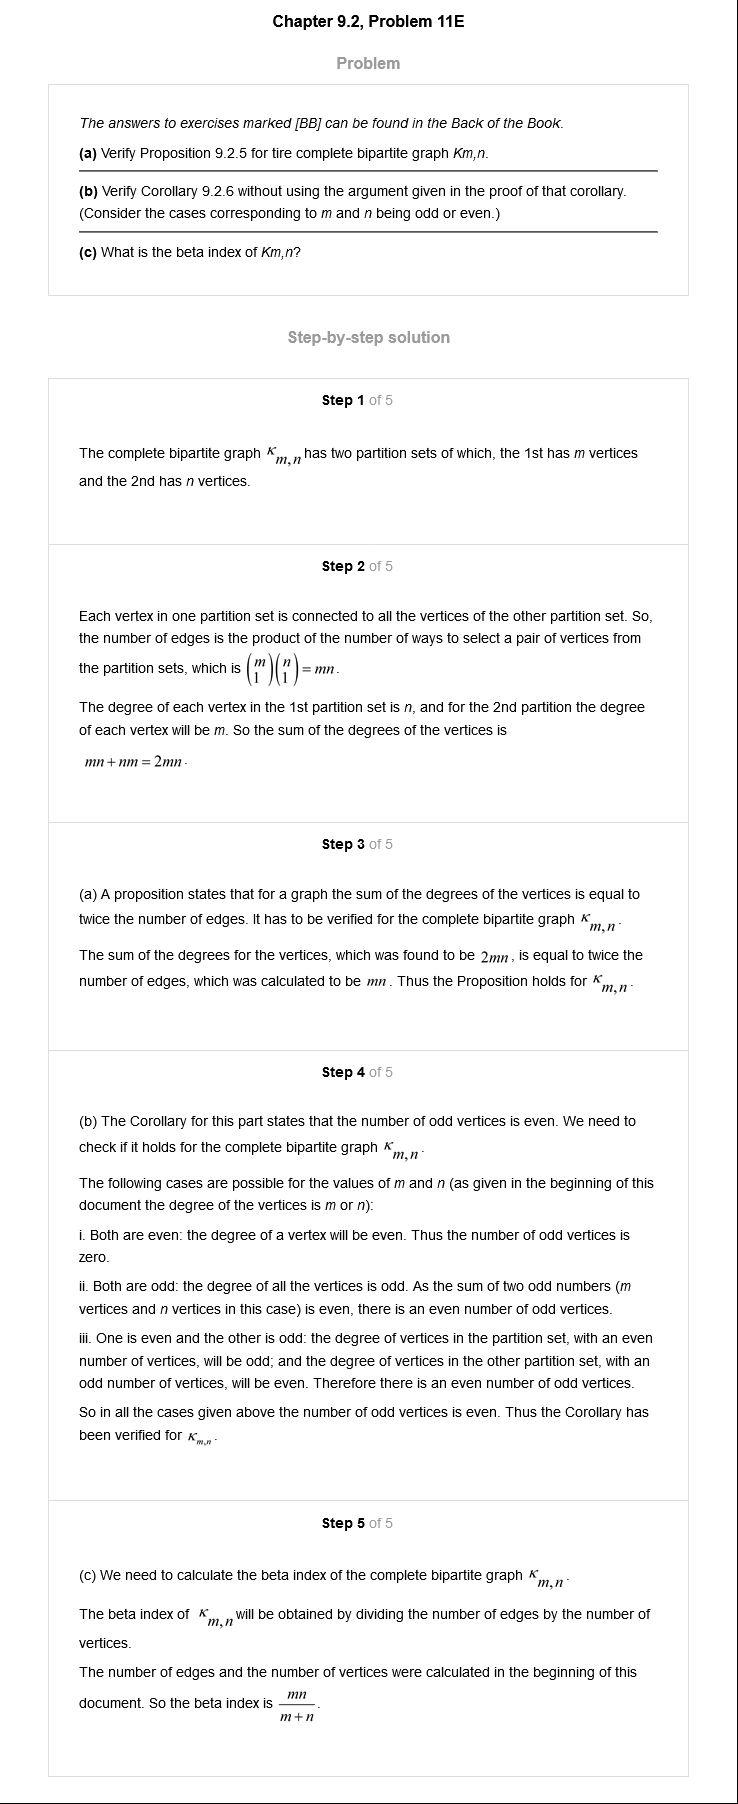 Chapter 9.2, Problem 11E
Problem
The answers to exercises marked [BB] can be found in the Back of the Book.
(a) Verify Proposition 9.2.5 for tire complete bipartite graph Km,n.
(b) Verify Corollary 9.2.6 without using the argument given in the proof of that corollary.
(Consider the cases corresponding to m and n being odd or even.)
(c) What is the beta index of Km,n?
Step-by-step solution
Step 1 of 5
The complete bipartite graph κ_{m,n} has two partition sets of which, the 1st has m vertices
and the 2nd has n vertices.
Step 2 of 5
Each vertex in one partition set is connected to all the vertices of the other partition set. So,
the number of edges is the product of the number of ways to select a pair of vertices from
the partition sets, which is \binom{m}{1}\binom{n}{1} = mn.
The degree of each vertex in the 1st partition set is n, and for the 2nd partition the degree
of each vertex will be m. So the sum of the degrees of the vertices is
mn + nm = 2mn.
Step 3 of 5
(a) A proposition states that for a graph the sum of the degrees of the vertices is equal to
twice the number of edges. It has to be verified for the complete bipartite graph κ_{m,n}.
The sum of the degrees for the vertices, which was found to be 2mn, is equal to twice the
number of edges, which was calculated to be mn. Thus the Proposition holds for κ_{m,n}.
Step 4 of 5
(b) The Corollary for this part states that the number of odd vertices is even. We need to
check if it holds for the complete bipartite graph κ_{m,n}.
The following cases are possible for the values of m and n (as given in the beginning of this
document the degree of the vertices is m or n):
i. Both are even: the degree of a vertex will be even. Thus the number of odd vertices is
zero.
ii. Both are odd: the degree of all the vertices is odd. As the sum of two odd numbers (m
vertices and n vertices in this case) is even, there is an even number of odd vertices.
iii. One is even and the other is odd: the degree of vertices in the partition set, with an even
number of vertices, will be odd; and the degree of vertices in the other partition set, with an
odd number of vertices, will be even. Therefore there is an even number of odd vertices.
So in all the cases given above the number of odd vertices is even. Thus the Corollary has
been verified for κ_{m,n}.
Step 5 of 5
(c) We need to calculate the beta index of the complete bipartite graph κ_{m,n}.
The beta index of κ_{m,n} will be obtained by dividing the number of edges by the number of
vertices.
The number of edges and the number of vertices were calculated in the beginning of this
document. So the beta index is \frac{mn}{m+n}.